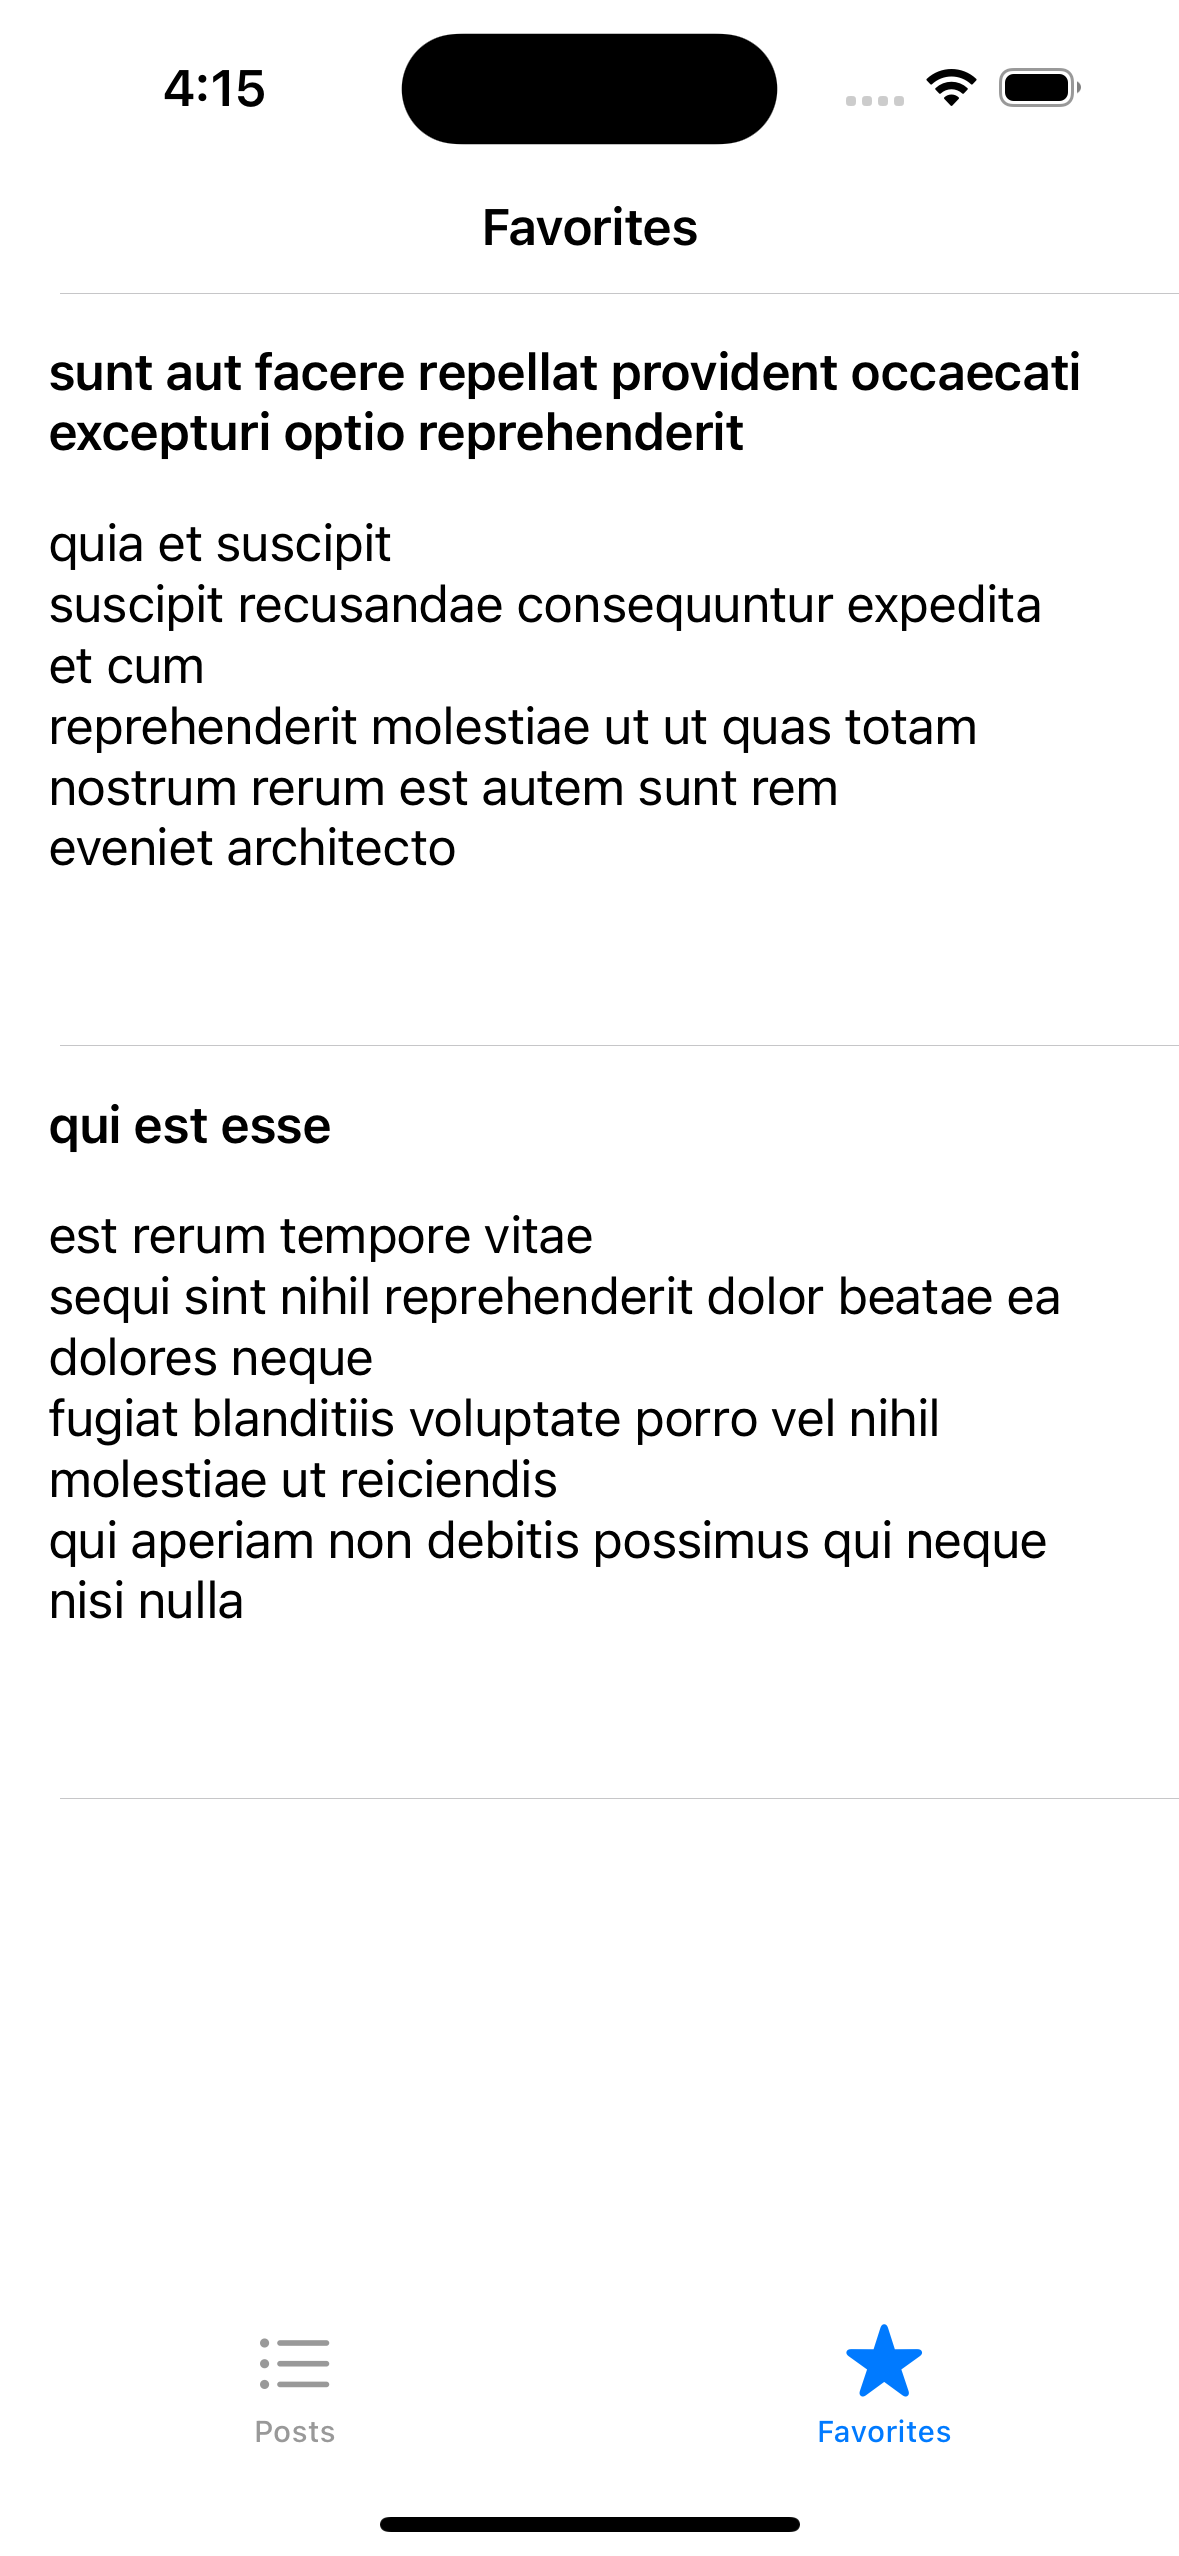 4:15
Favorites
sunt aut facere repellat provident occaecati
excepturi optio reprehenderit
quia et suscipit
suscipit recusandae consequuntur expedita
et cum
reprehenderit molestiae ut ut quas totam
nostrum rerum est autem sunt rem
eveniet architecto
qui est esse
est rerum tempore vitae
sequi sint nihil reprehenderit dolor beatae ea
dolores neque
fugiat blanditiis voluptate porro vel nihil
molestiae ut reiciendis
qui aperiam non debitis possimus qui neque
nisi nulla
Posts
Favorites